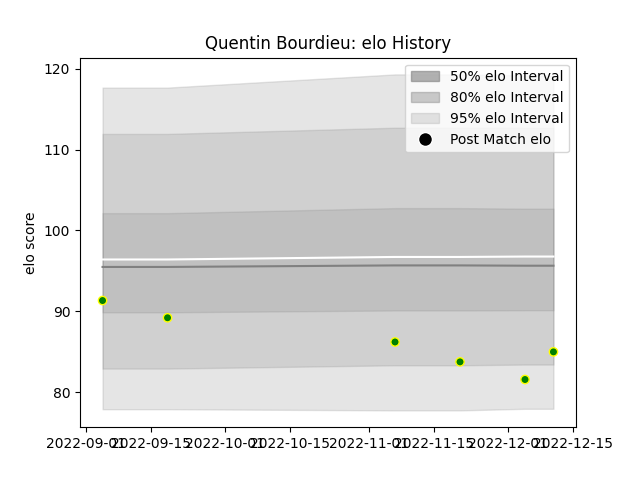 Quentin Bourdieu: elo History
120
110
100
90
80
elo score
50% elo Interval
80% elo Interval
95% elo Interval
Post Match elo
2022-09-01 2022-09-15 2022-10-01 2022-10-15 2022-11-01 2022-11-15 2022-12-01 2022-12-15